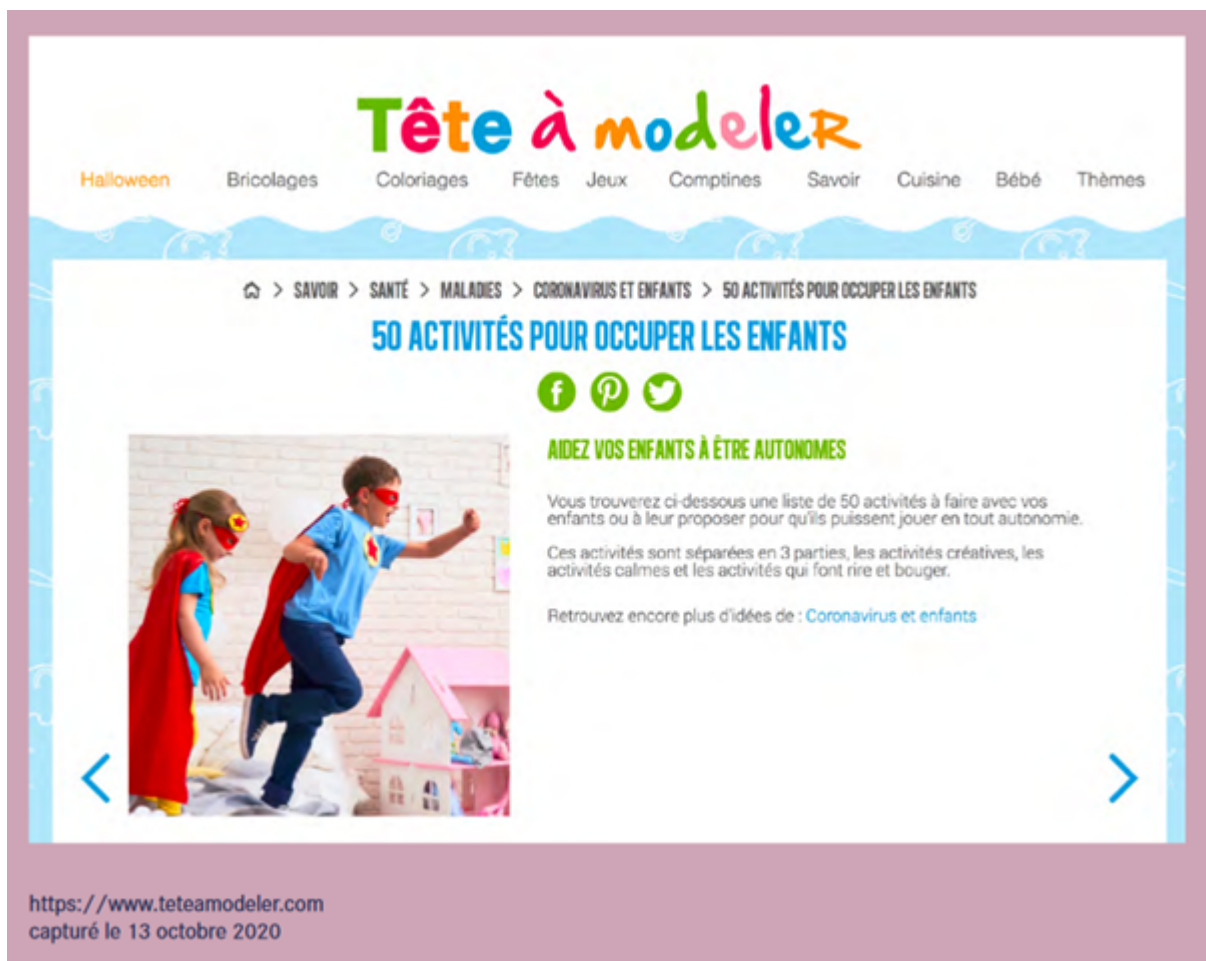 Tête à modeler
Halloween Bricolages Coloriages Fêtes Jeux Comptines Savoir Cuisine Bébé Thèmes
> SAVOIR > SANTÉ > MALADIES > CORONAVIRUS ET ENFANTS > 50 ACTIVITÉS POUR OCCUPER LES ENFANTS
50 ACTIVITÉS POUR OCCUPER LES ENFANTS
AIDEZ VOS ENFANTS À ÊTRE AUTONOMES
Vous trouverez ci-dessous une liste de 50 activités à faire avec vos
enfants ou à leur proposer pour qu'ils puissent jouer en tout autonomie.
Ces activités sont séparées en 3 parties, les activités créatives, les
activités calmes et les activités qui font rire et bouger.
Retrouvez encore plus d'idées de : Coronavirus et enfants
https://www.teteamodeler.com
capturé le 13 octobre 2020